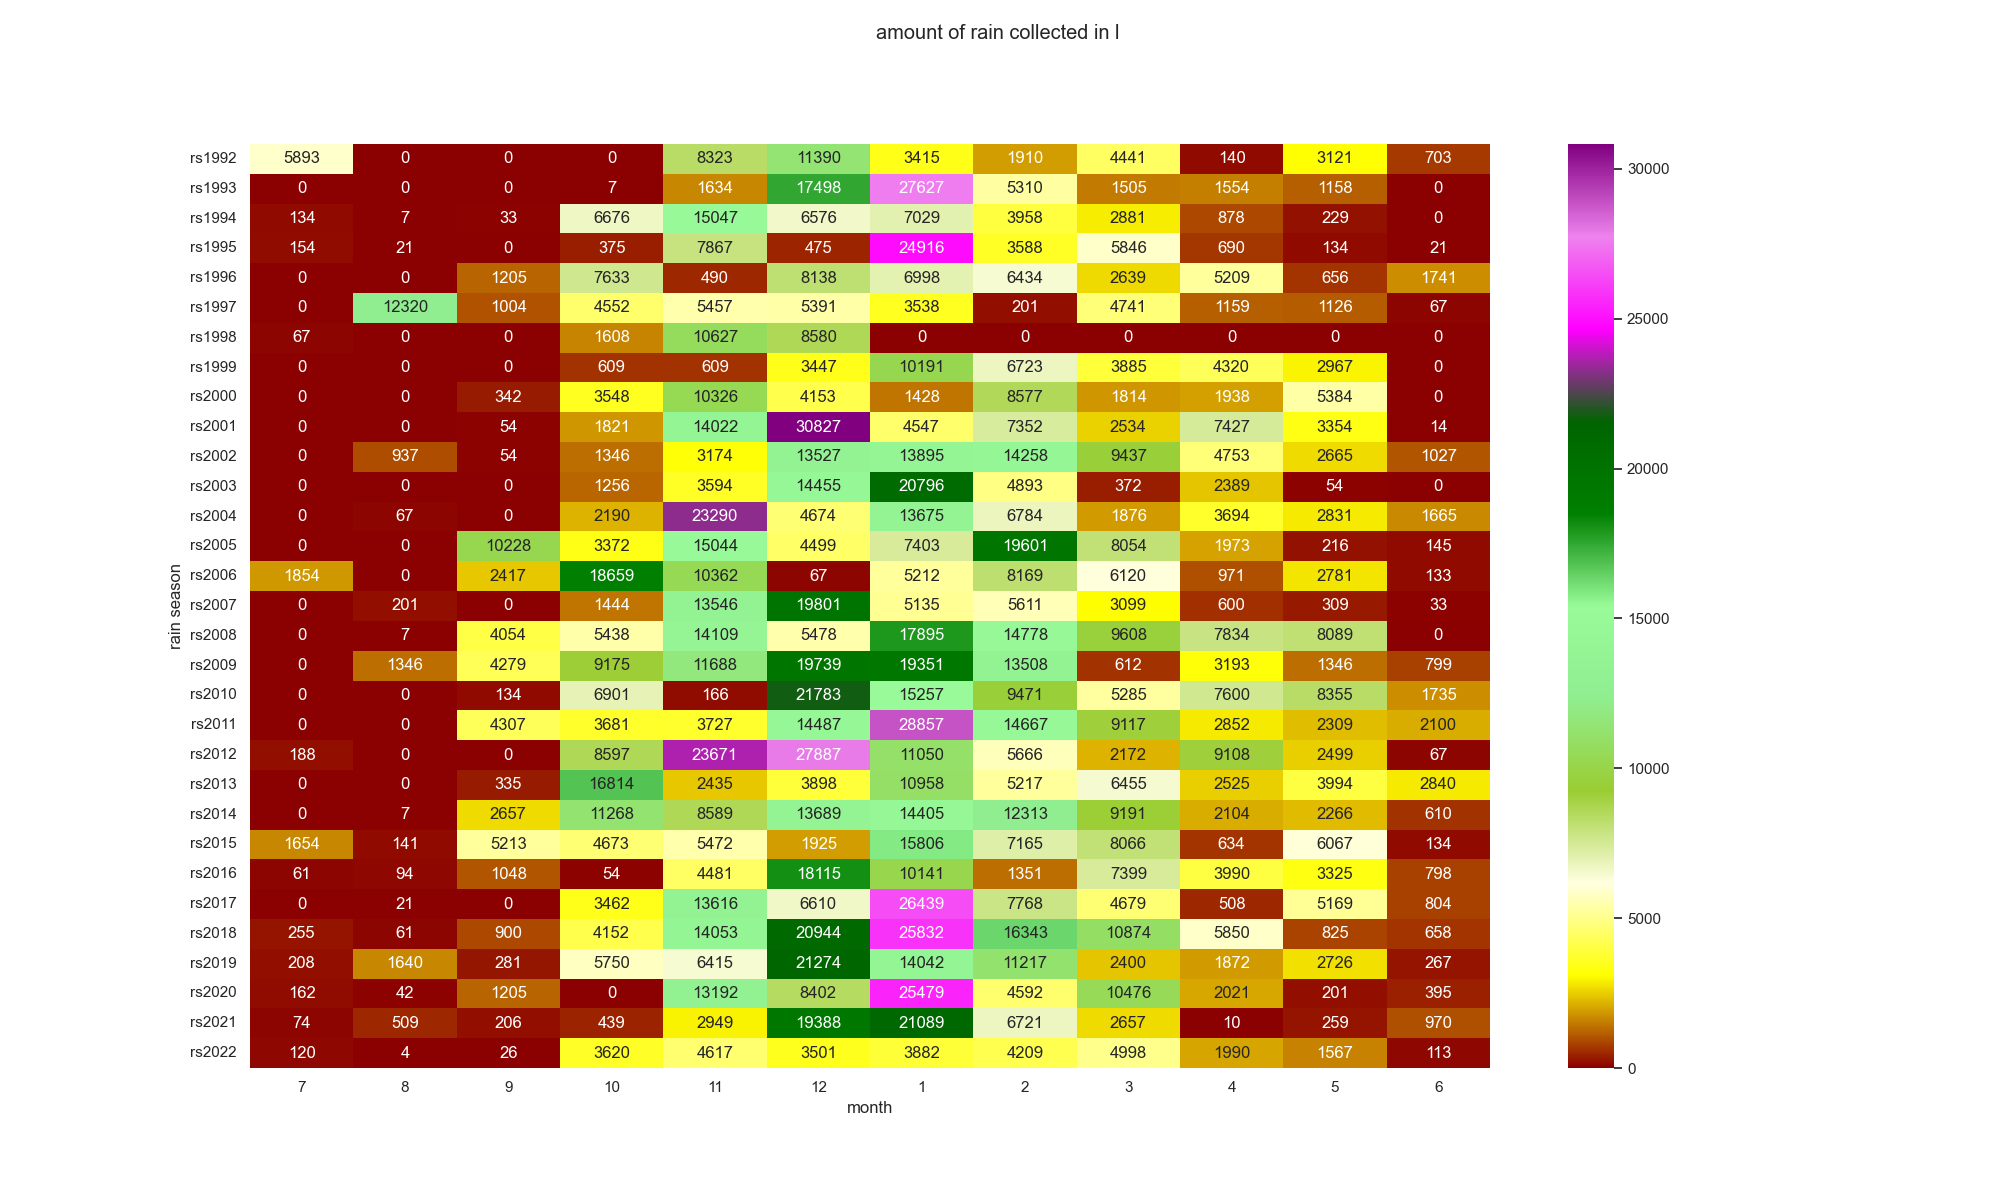 amount of rain collected in l
rain season
rs1992 5893 0 0 0 8323 11390 3415 1910 4441 140 3121 703
rs1993 0 0 0 7 1634 17498 27627 5310 1505 1554 1158 0
rs1994 134 7 33 6676 15047 6576 7029 3958 2881 878 229 0
rs1995 154 21 0 375 7867 475 24916 3588 5846 690 134 21
rs1996 0 0 1205 7633 490 8138 6998 6434 2639 5209 656 1741
rs1997 0 12320 1004 4552 5457 5391 3538 201 4741 1159 1126 67
rs1998 67 0 0 1608 10627 8580 0 0 0 0 0 0
rs1999 0 0 0 609 609 3447 10191 6723 3885 4320 2967 0
rs2000 0 0 342 3548 10326 4153 1428 8577 1814 1938 5384 0
rs2001 0 0 54 1821 14022 30827 4547 7352 2534 7427 3354 14
rs2002 0 937 54 1346 3174 13527 13895 14258 9437 4753 2665 1027
rs2003 0 0 0 1256 3594 14455 20796 4893 372 2389 54 0
rs2004 0 67 0 2190 23290 4674 13675 6784 1876 3694 2831 1665
rs2005 0 0 10228 3372 15044 4499 7403 19601 8054 1973 216 145
rs2006 1854 0 2417 18659 10362 67 5212 8169 6120 971 2781 133
rs2007 0 201 0 1444 13546 19801 5135 5611 3099 600 309 33
rs2008 0 7 4054 5438 14109 5478 17895 14778 9608 7834 8089 0
rs2009 0 1346 4279 9175 11688 19739 19351 13508 612 3193 1346 799
rs2010 0 0 134 6901 166 21783 15257 9471 5285 7600 8355 1735
rs2011 0 0 4307 3681 3727 14487 28857 14667 9117 2852 2309 2100
rs2012 188 0 0 8597 23671 27887 11050 5666 2172 9108 2499 67
rs2013 0 0 335 16814 2435 3898 10958 5217 6455 2525 3994 2840
rs2014 0 7 2657 11268 8589 13689 14405 12313 9191 2104 2266 610
rs2015 1654 141 5213 4673 5472 1925 15806 7165 8066 634 6067 134
rs2016 61 94 1048 54 4481 18115 10141 1351 7399 3990 3325 798
rs2017 0 21 0 3462 13616 6610 26439 7768 4679 508 5169 804
rs2018 255 61 900 4152 14053 20944 25832 16343 10874 5850 825 658
rs2019 208 1640 281 5750 6415 21274 14042 11217 2400 1872 2726 267
rs2020 162 42 1205 0 13192 8402 25479 4592 10476 2021 201 395
rs2021 74 509 206 439 2949 19388 21089 6721 2657 10 259 970
rs2022 120 4 26 3620 4617 3501 3882 4209 4998 1990 1567 113
7 8 9 10 11 12 1 2 3 4 5 6
month
30000
25000
20000
15000
10000
5000
0